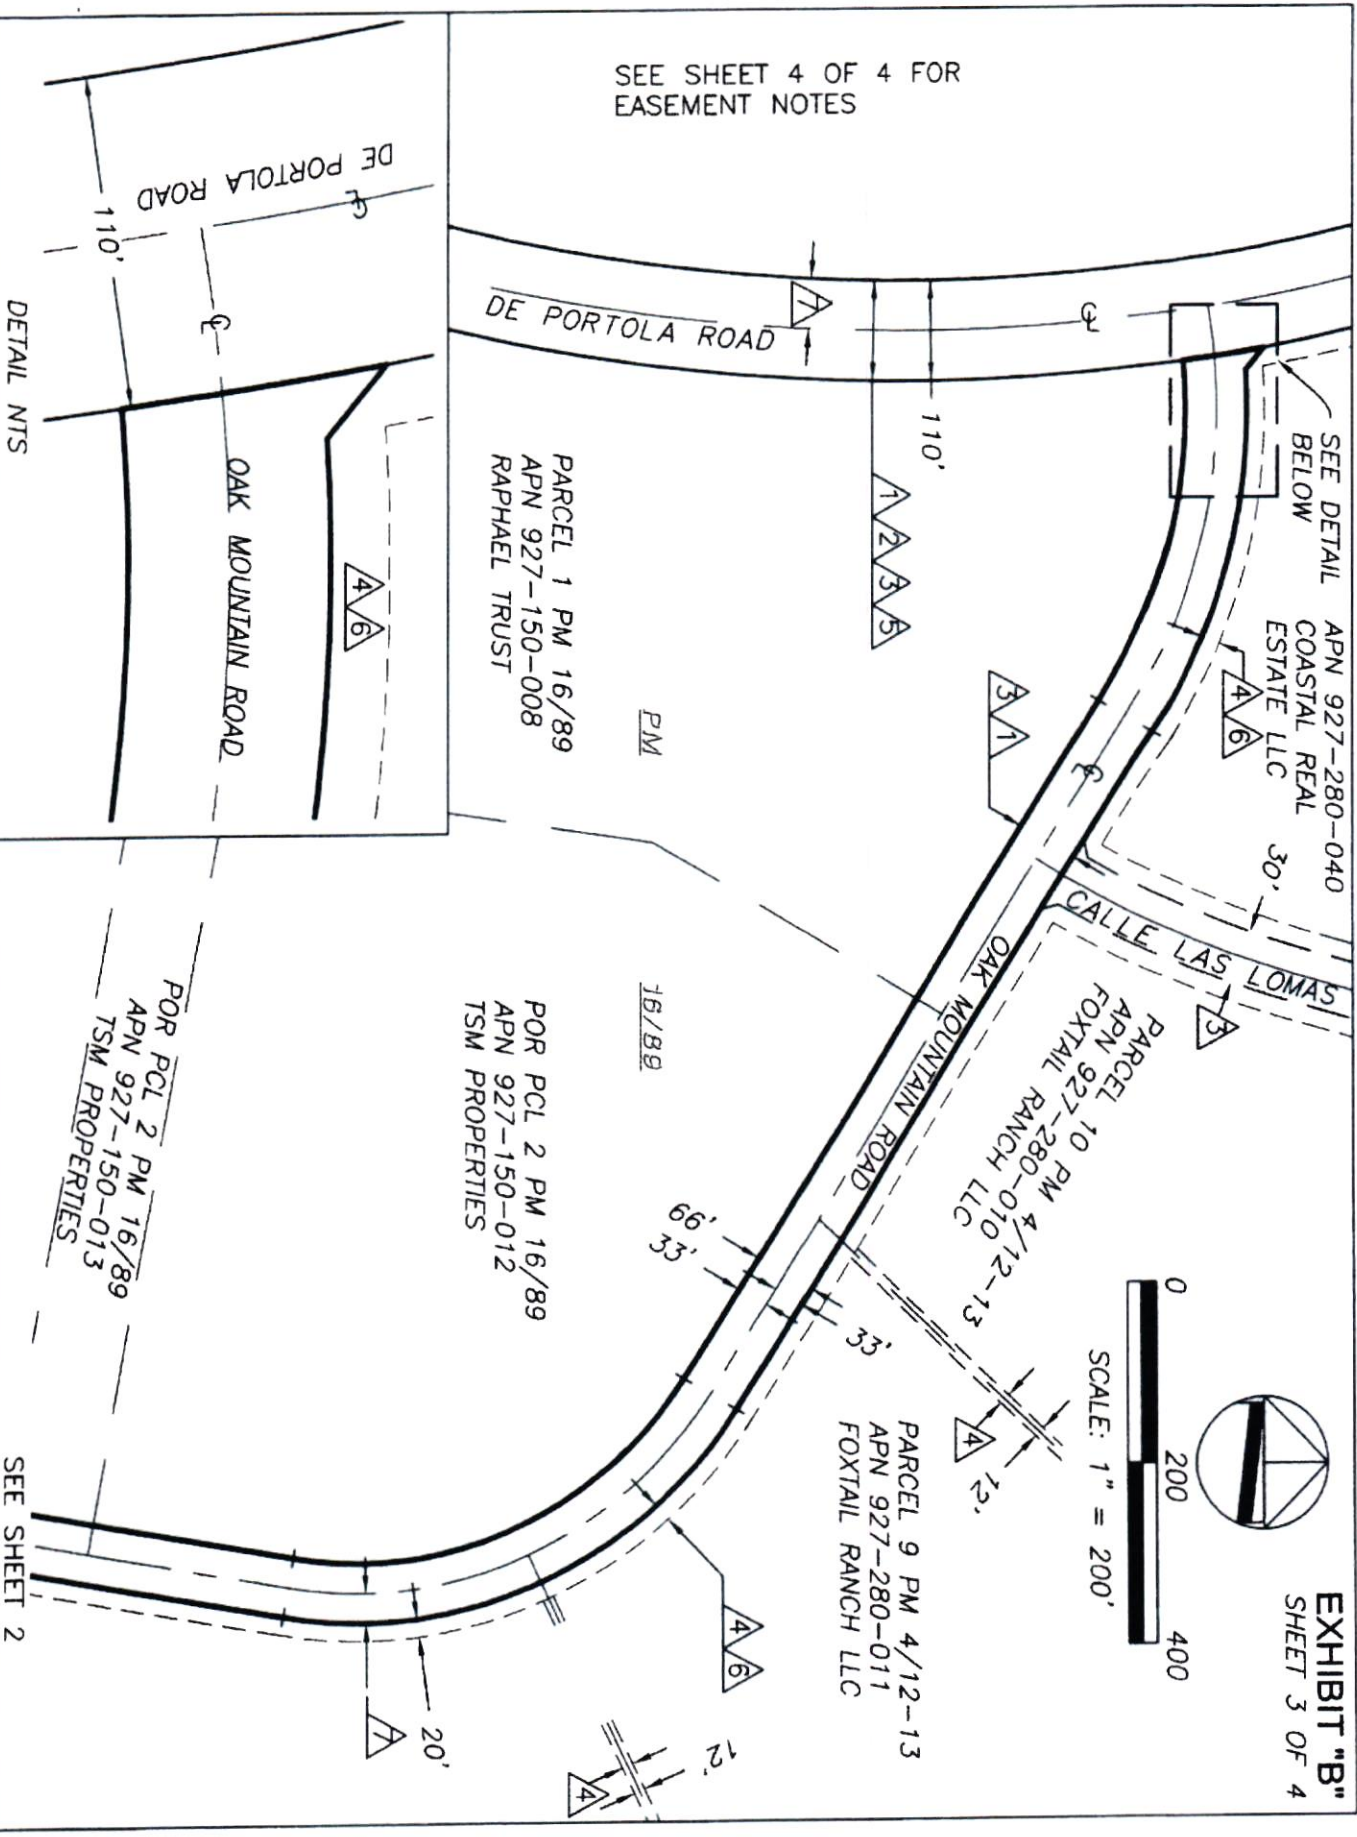 EXHIBIT "B"
SHEET 3 OF 4
SEE SHEET 4 OF 4 FOR
EASEMENT NOTES
0 200 400
SCALE: 1" = 200'
SEE DETAIL
BELOW
APN 927-280-040
COASTAL REAL
ESTATE LLC
4 6
30'
CALLE LAS LOMAS
3
PARCEL 10 PM 4/12-13
APN 927-280-010
FOXTAIL RANCH LLC
4
12'
PARCEL 9 PM 4/12-13
APN 927-280-011
FOXTAIL RANCH LLC
DE PORTOLA ROAD
7
110'
1 2 3 5
3 1
OAK MOUNTAIN ROAD
66'
33'
33'
4 6
20'
7
12'
4
PARCEL 1 PM 16/89
APN 927-150-008
RAPHAEL TRUST
PM
16/89
POR PCL 2 PM 16/89
APN 927-150-012
TSM PROPERTIES
POR PCL 2 PM 16/89
APN 927-150-013
TSM PROPERTIES
SEE SHEET 2
DE PORTOLA ROAD
110'
OAK MOUNTAIN ROAD
4 6
DETAIL NTS